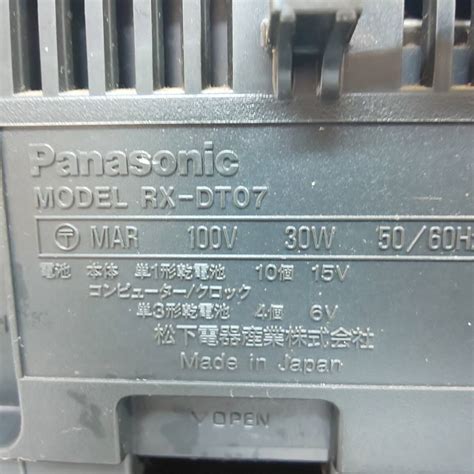 Panasonic
MODEL RX-DT07
〒 MAR 100V 30W 50/60H
電池 本体 単1形乾電池 10個 15V
コンピューター/クロック
単3形乾電池 4個 6V
松下電器産業株式会社
Made in Japan
OPEN